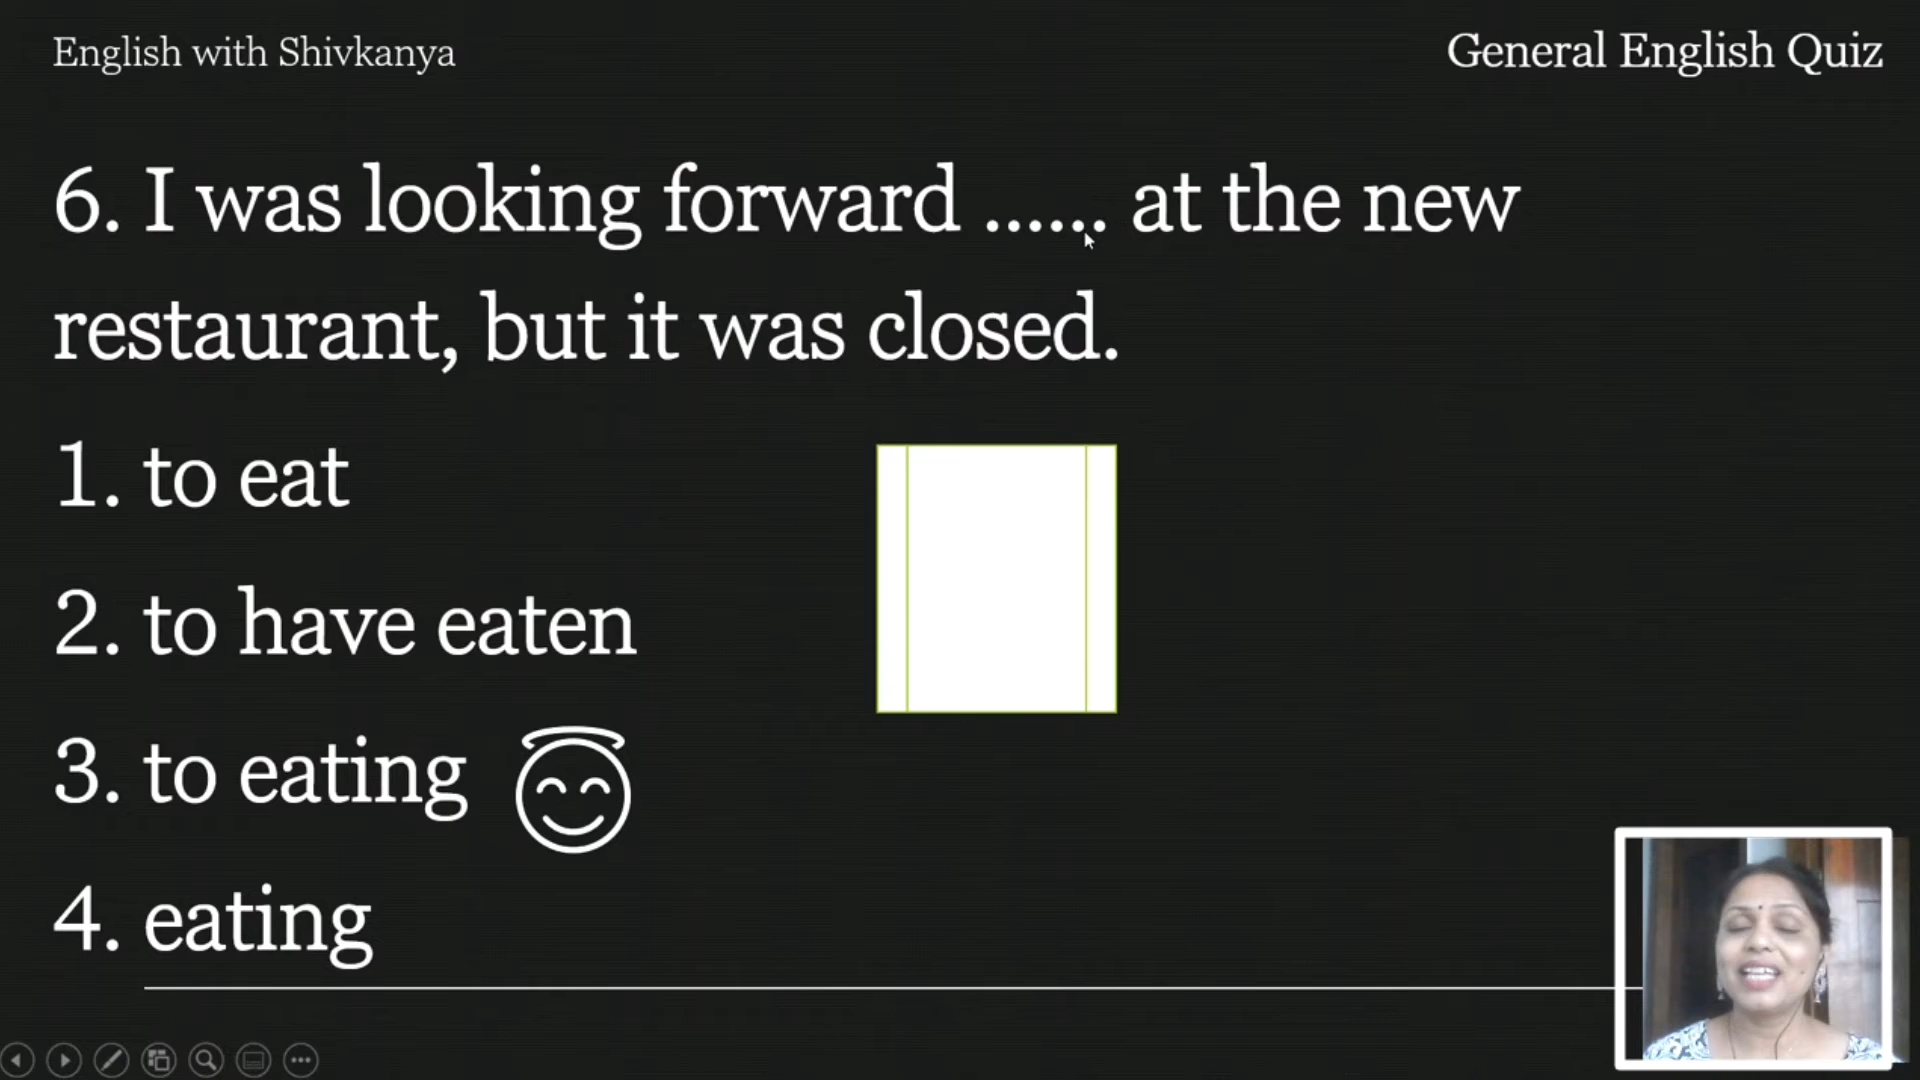 English with Shivkanya
General English Quiz
6. I was looking forward ...... at the new
restaurant, but it was closed.
1. to eat
2. to have eaten
3. to eating
4. eating